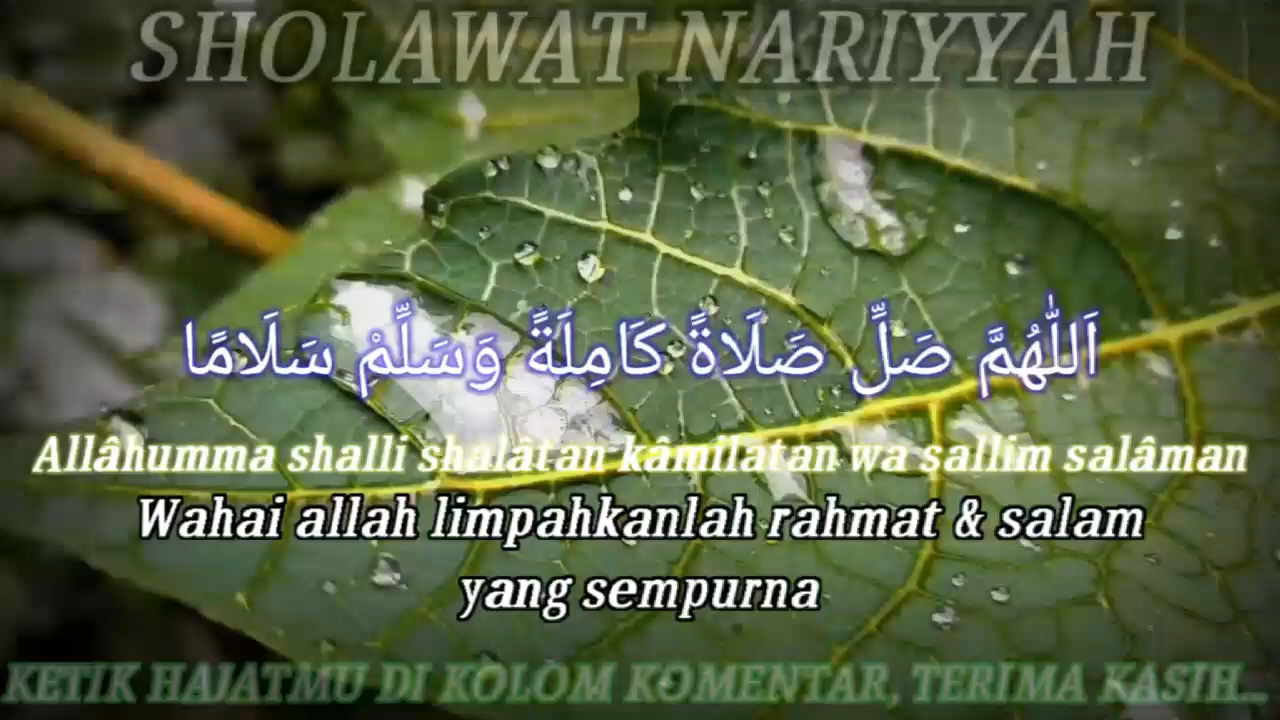 SHOLAWAT NARIYYAH
اَللّٰهُمَّ صَلِّ صَلَاةً كَامِلَةً وَسَلِّمْ سَلَامًا
Allâhumma shalli shalâtan kâmilatan wa sallim salâman
Wahai allah limpahkanlah rahmat & salam
yang sempurna
KETIK HAJATMU DI KOLOM KOMENTAR, TERIMA KASIH...